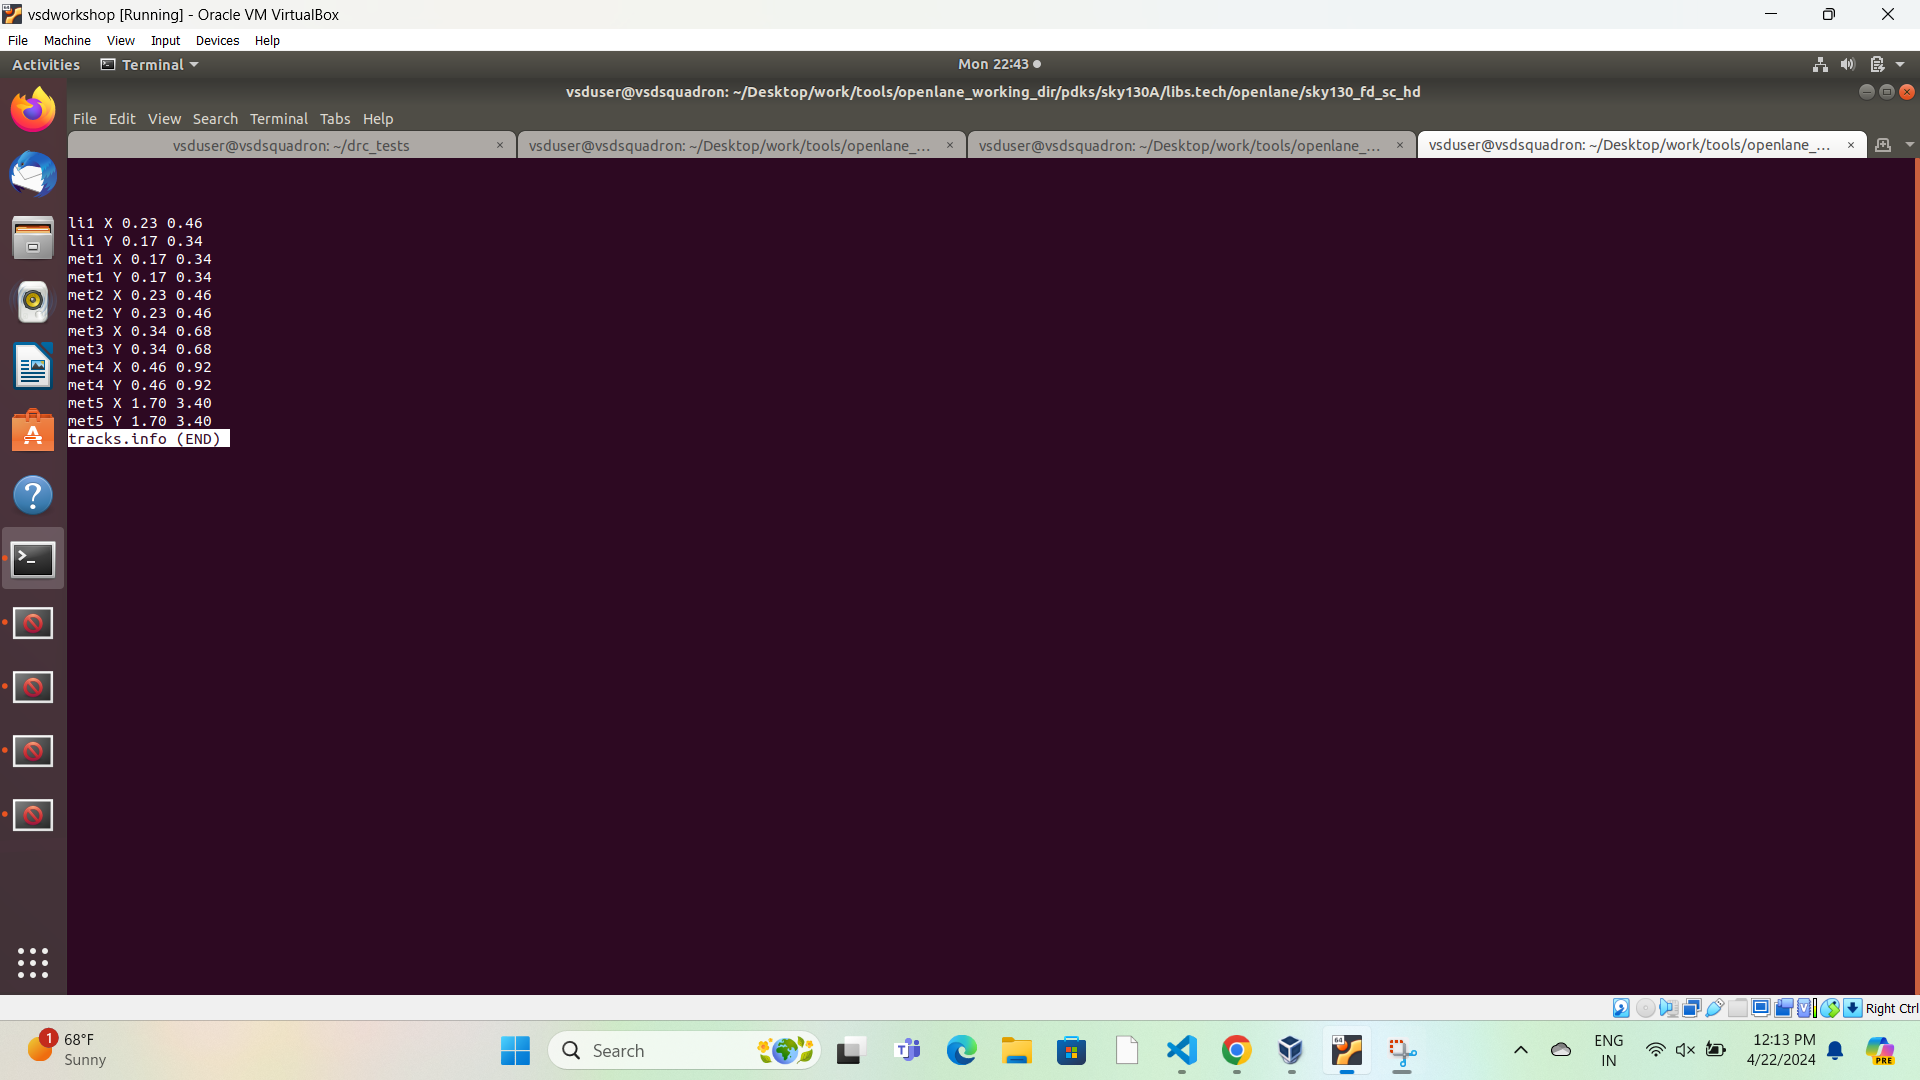 vsdworkshop [Running] - Oracle VM VirtualBox
File Machine View Input Devices Help
Activities Terminal Mon 22:43
vsduser@vsdsquadron: ~/Desktop/work/tools/openlane_working_dir/pdks/sky130A/libs.tech/openlane/sky130_fd_sc_hd
File Edit View Search Terminal Tabs Help
vsduser@vsdsquadron: ~/drc_tests × vsduser@vsdsquadron: ~/Desktop/work/tools/openlane_... × vsduser@vsdsquadron: ~/Desktop/work/tools/openlane_... × vsduser@vsdsquadron: ~/Desktop/work/tools/openlane_... ×
li1 X 0.23 0.46
li1 Y 0.17 0.34
met1 X 0.17 0.34
met1 Y 0.17 0.34
met2 X 0.23 0.46
met2 Y 0.23 0.46
met3 X 0.34 0.68
met3 Y 0.34 0.68
met4 X 0.46 0.92
met4 Y 0.46 0.92
met5 X 1.70 3.40
met5 Y 1.70 3.40
tracks.info (END)
Right Ctrl
1 68°F
Sunny
Search
64
ENG
IN
12:13 PM
4/22/2024
PRE